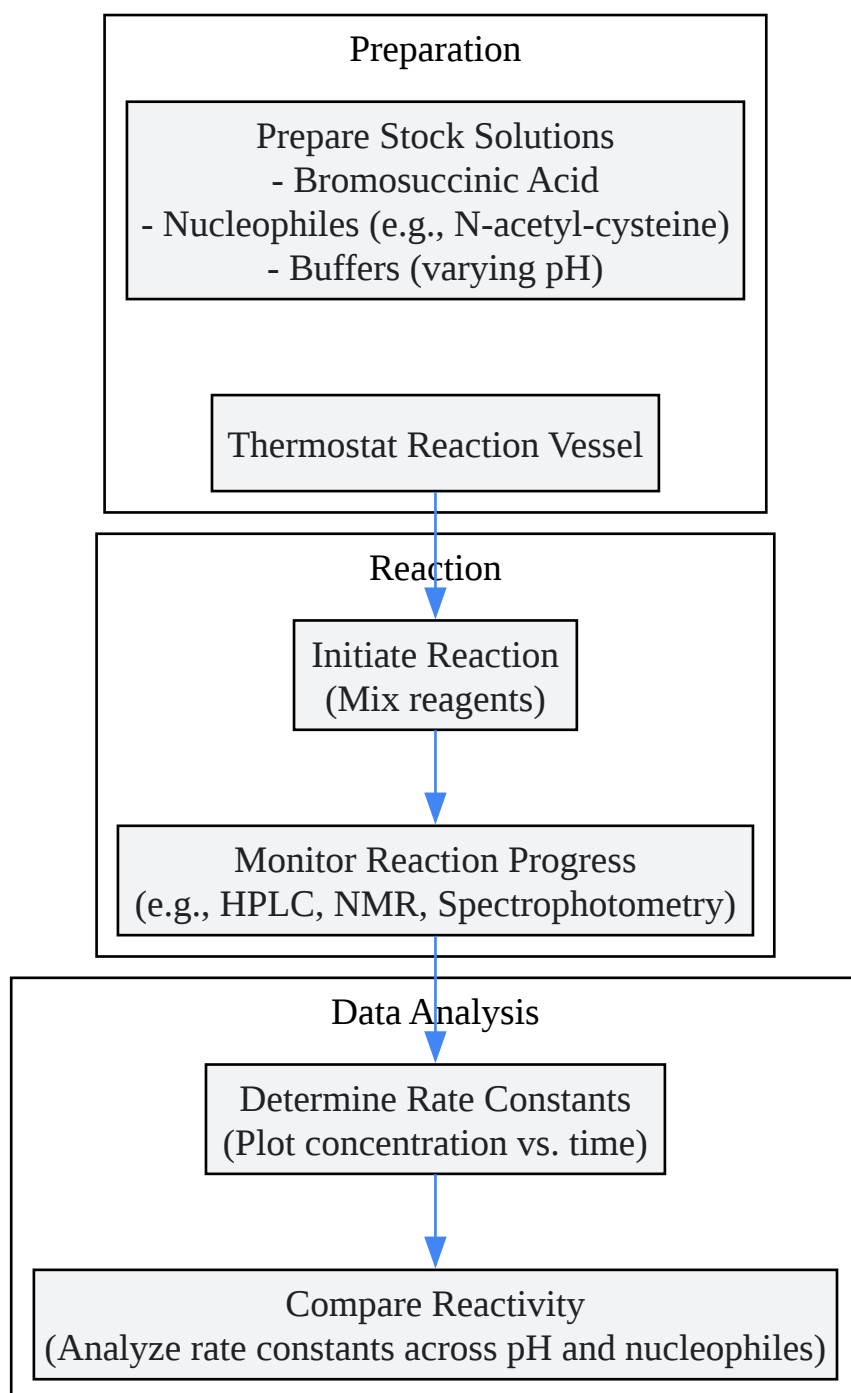 Preparation
Prepare Stock Solutions
- Bromosuccinic Acid
- Nucleophiles (e.g., N-acetyl-cysteine)
- Buffers (varying pH)
Thermostat Reaction Vessel
Reaction
Initiate Reaction
(Mix reagents)
Monitor Reaction Progress
(e.g., HPLC, NMR, Spectrophotometry)
Data Analysis
Determine Rate Constants
(Plot concentration vs. time)
Compare Reactivity
(Analyze rate constants across pH and nucleophiles)